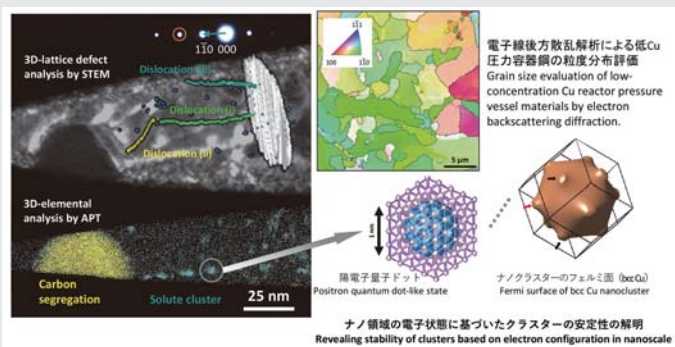 1̄10 000
3D-lattice defect
analysis by STEM
Dislocation (iii)
Dislocation (i)
Dislocation (ii)
3D-elemental
analysis by APT
Carbon
segregation
Solute cluster
25 nm
1̄11
100
1̄10
5 μm
電子線後方散乱解析による低Cu
圧力容器鋼の粒度分布評価
Grain size evaluation of low-
concentration Cu reactor pressure
vessel materials by electron
backscattering diffraction.
1 nm
陽電子量子ドット
Positron quantum dot-like state
ナノクラスターのフェルミ面（bcc Cu）
Fermi surface of bcc Cu nanocluster
ナノ領域の電子状態に基づいたクラスターの安定性の解明
Revealing stability of clusters based on electron configuration in nanoscale